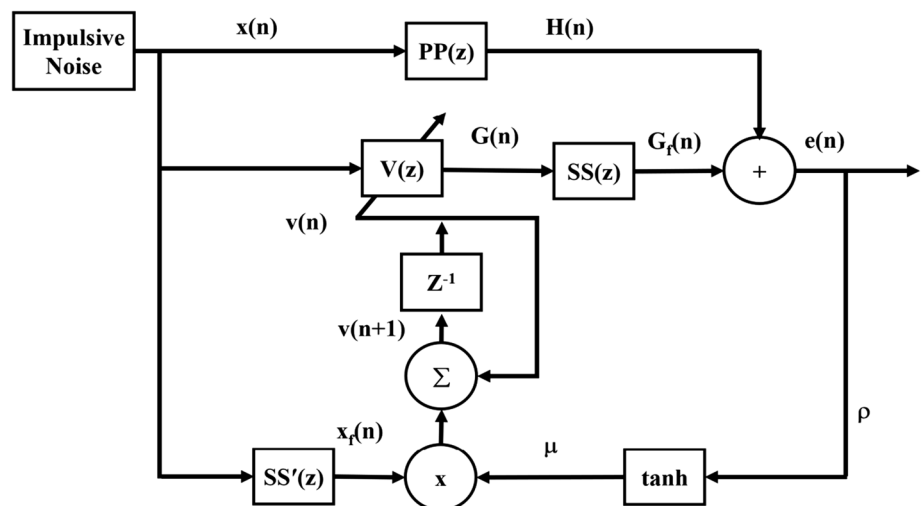 Impulsive
Noise
x(n)
PP(z)
H(n)
V(z)
G(n)
SS(z)
G_f(n)
+
e(n)
v(n)
Z⁻¹
v(n+1)
Σ
x_f(n)
SS′(z)
x
μ
tanh
ρ